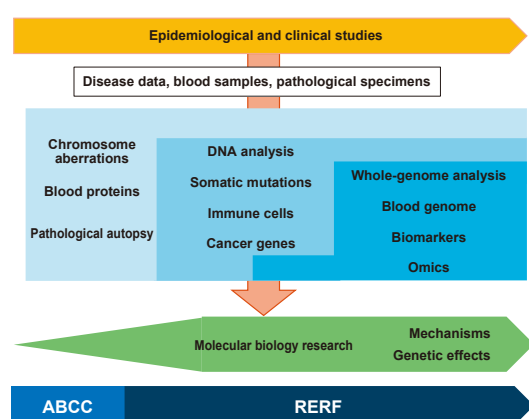 Epidemiological and clinical studies
Disease data, blood samples, pathological specimens
Chromosome
aberrations
Blood proteins
Pathological autopsy
DNA analysis
Somatic mutations
Immune cells
Cancer genes
Whole-genome analysis
Blood genome
Biomarkers
Omics
Molecular biology research
Mechanisms
Genetic effects
ABCC
RERF